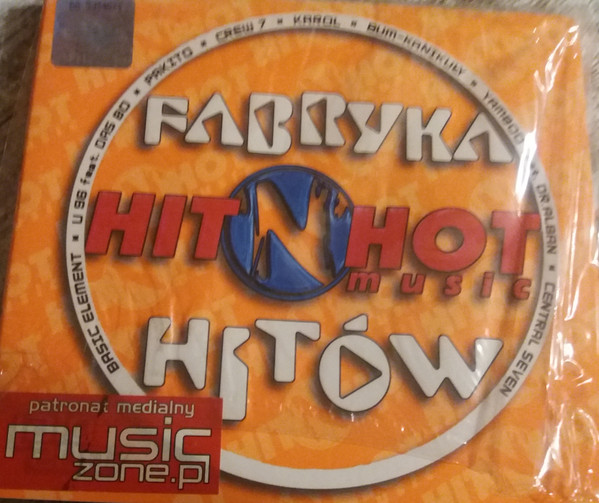 BASIC ELEMENT ■ U 96 feat DAS BO ■ PAKITO ■ CREW 7 ■ KAROL ■ BUM-KANIKUŁY ■ YAMBOO ■ DR ALBAN ■ CENTRAL SEVEN
FABRYKA
HIT N HOT
music
HITÓW
patronat medialny
music
zone.pl